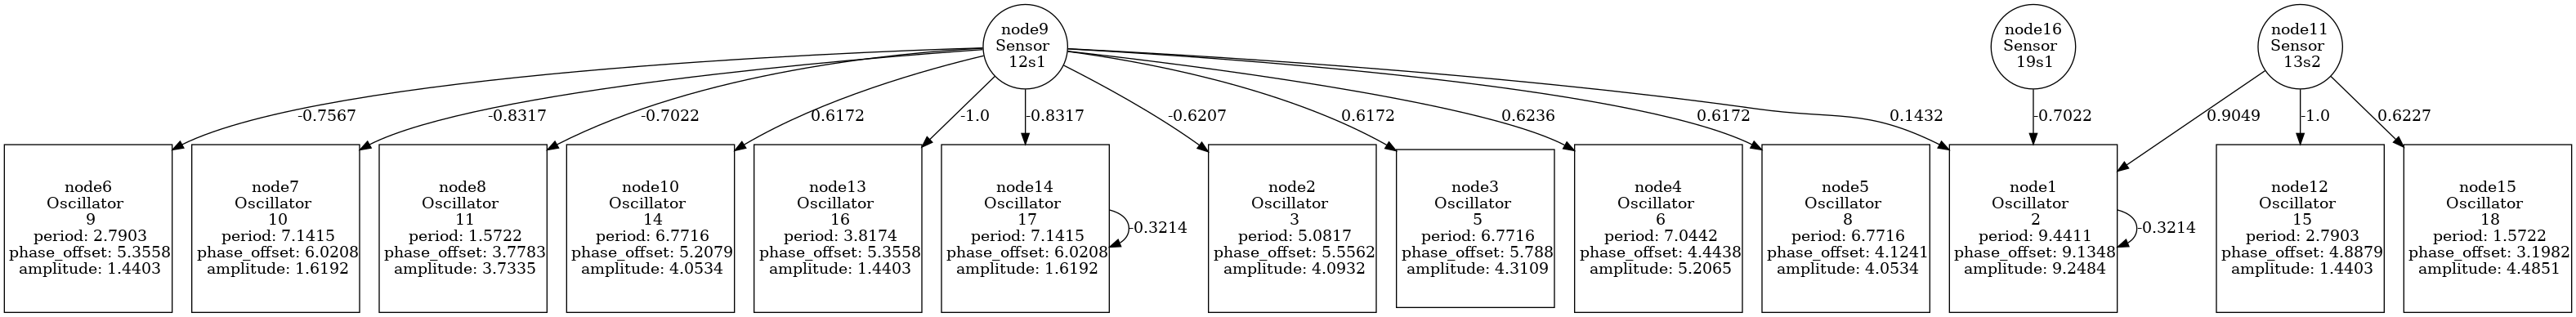 node9
Sensor
12s1
node16
Sensor
19s1
node11
Sensor
13s2
-0.7567
-0.8317
-0.7022
0.6172
-1.0
-0.8317
-0.6207
0.6172
0.6236
0.6172
0.1432
-0.7022
0.9049
-1.0
0.6227
node6
Oscillator
9
period: 2.7903
phase_offset: 5.3558
amplitude: 1.4403
node7
Oscillator
10
period: 7.1415
phase_offset: 6.0208
amplitude: 1.6192
node8
Oscillator
11
period: 1.5722
phase_offset: 3.7783
amplitude: 3.7335
node10
Oscillator
14
period: 6.7716
phase_offset: 5.2079
amplitude: 4.0534
node13
Oscillator
16
period: 3.8174
phase_offset: 5.3558
amplitude: 1.4403
node14
Oscillator
17
period: 7.1415
phase_offset: 6.0208
amplitude: 1.6192
-0.3214
node2
Oscillator
3
period: 5.0817
phase_offset: 5.5562
amplitude: 4.0932
node3
Oscillator
5
period: 6.7716
phase_offset: 5.788
amplitude: 4.3109
node4
Oscillator
6
period: 7.0442
phase_offset: 4.4438
amplitude: 5.2065
node5
Oscillator
8
period: 6.7716
phase_offset: 4.1241
amplitude: 4.0534
node1
Oscillator
2
period: 9.4411
phase_offset: 9.1348
amplitude: 9.2484
-0.3214
node12
Oscillator
15
period: 2.7903
phase_offset: 4.8879
amplitude: 1.4403
node15
Oscillator
18
period: 1.5722
phase_offset: 3.1982
amplitude: 4.4851